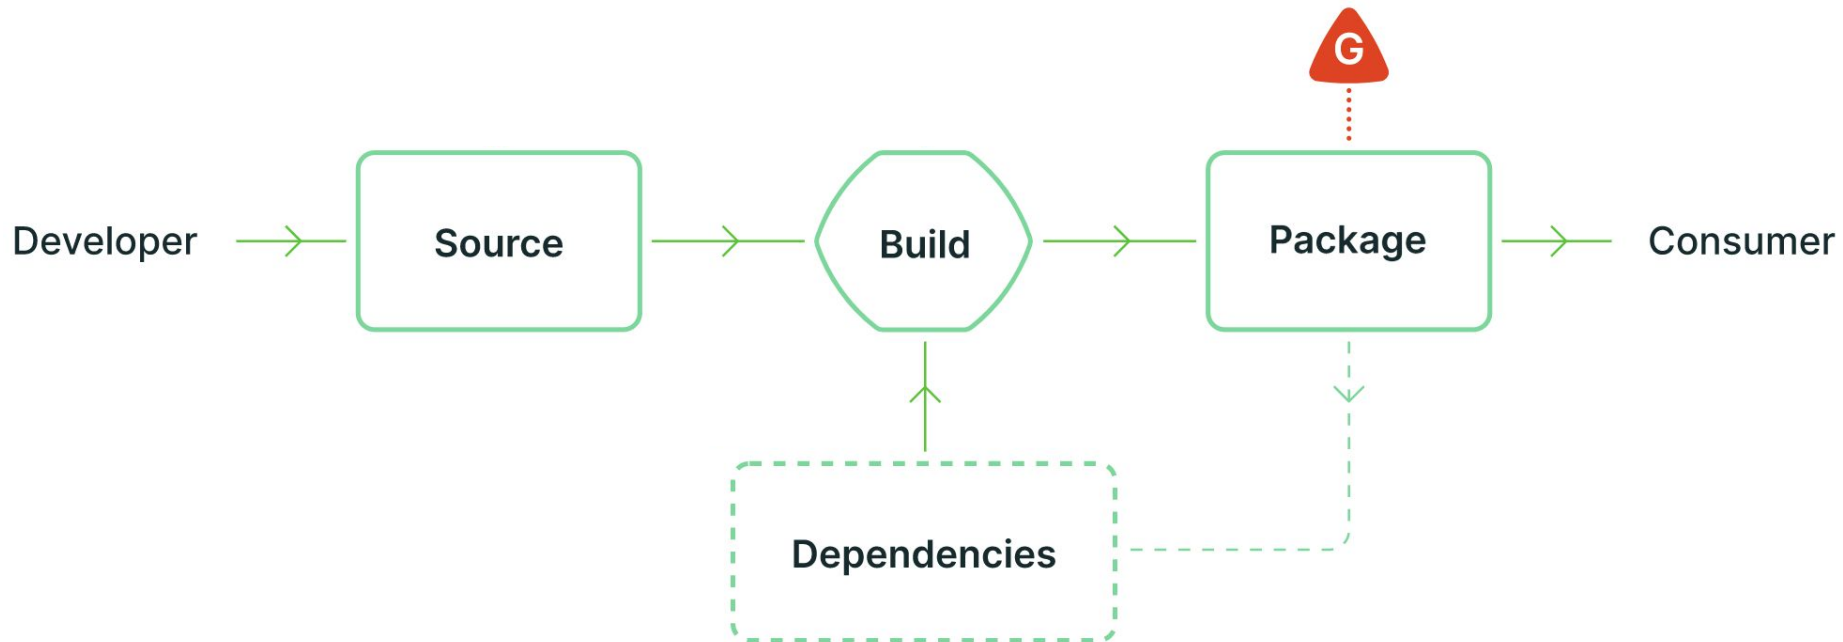 G
Developer
Source
Build
Package
Consumer
Dependencies